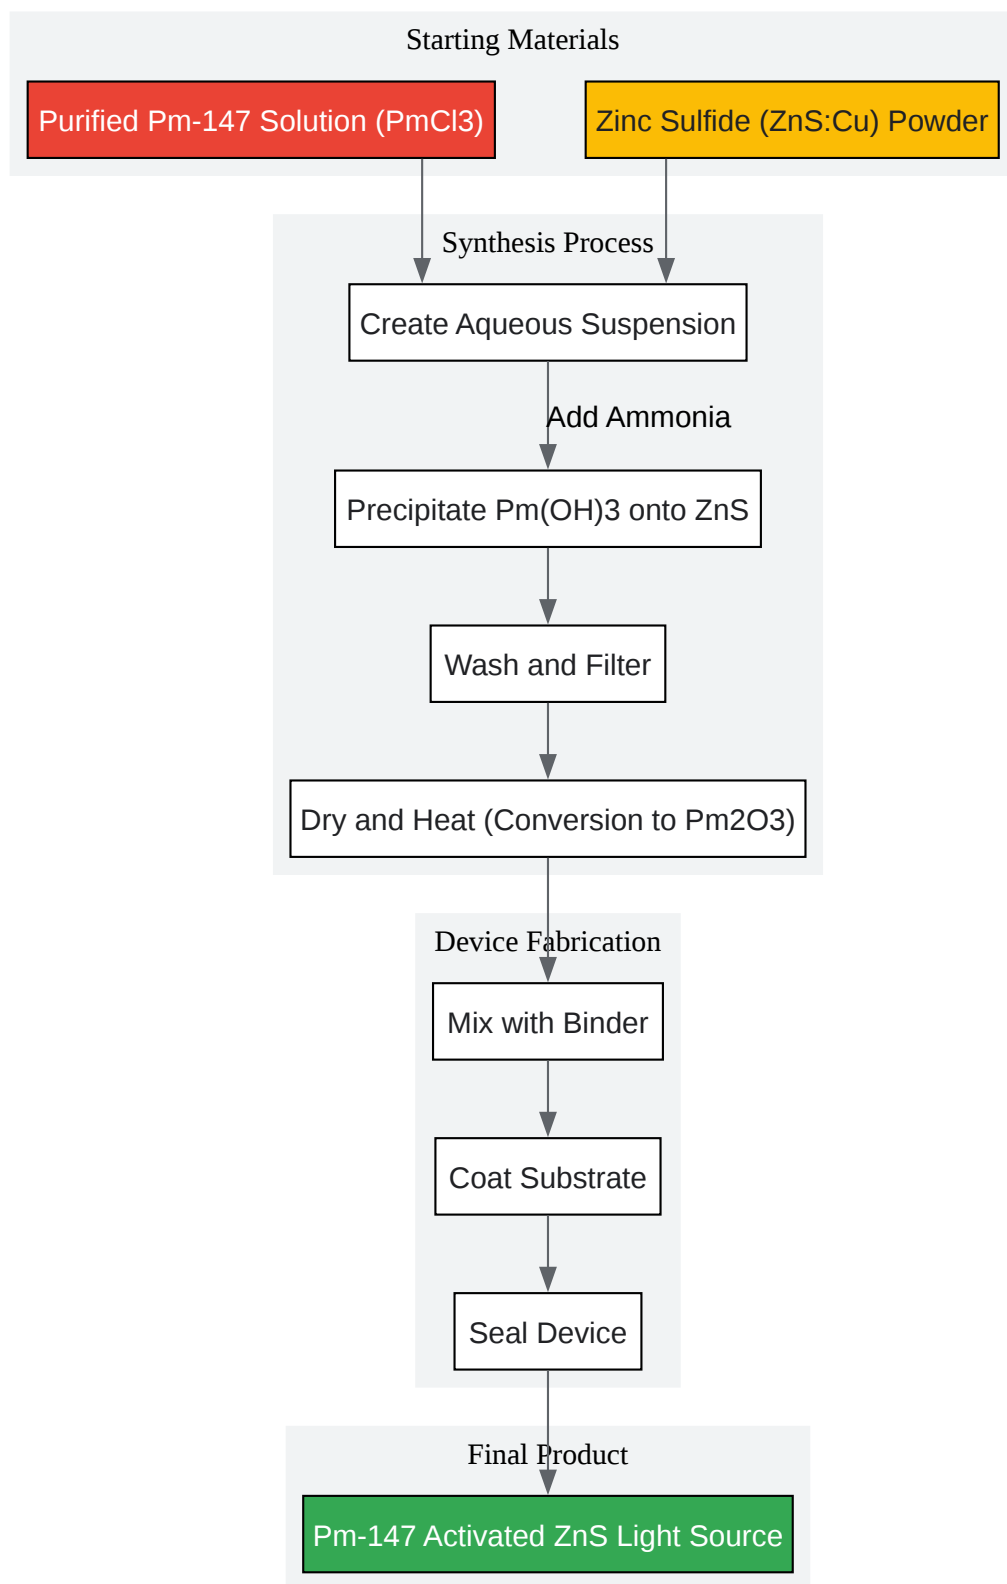 Starting Materials
Purified Pm-147 Solution (PmCl3)
Zinc Sulfide (ZnS:Cu) Powder
Synthesis Process
Create Aqueous Suspension
Add Ammonia
Precipitate Pm(OH)3 onto ZnS
Wash and Filter
Dry and Heat (Conversion to Pm2O3)
Device Fabrication
Mix with Binder
Coat Substrate
Seal Device
Final Product
Pm-147 Activated ZnS Light Source